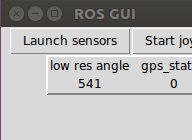 ROS GUI
Launch sensors Start joy
low res angle gps_stat
541 0